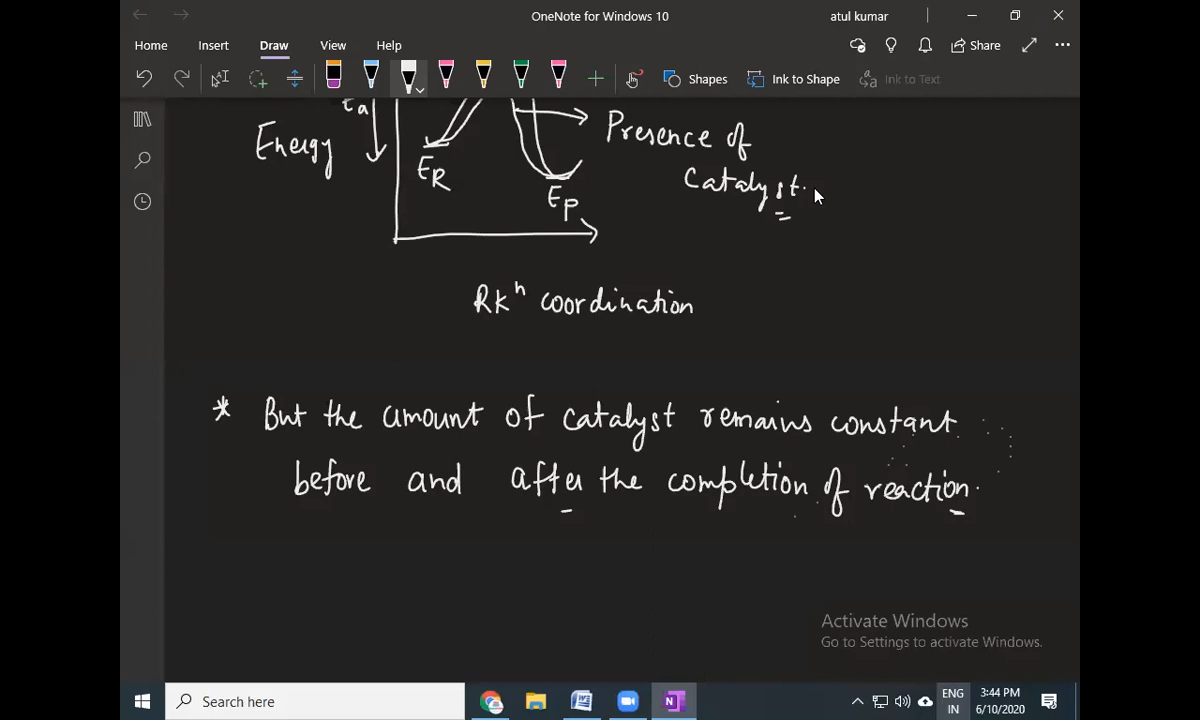 OneNote for Windows 10
atul kumar
Home Insert Draw View Help
Share
Shapes
Ink to Shape
Ink to Text
Ea
Energy
ER
EP
Presence of
Catalyst.
Rkⁿ coordination
* But the amount of catalyst remains constant
before and after the completion of reaction.
Activate Windows
Go to Settings to activate Windows.
Search here
ENG
IN
3:44 PM
6/10/2020